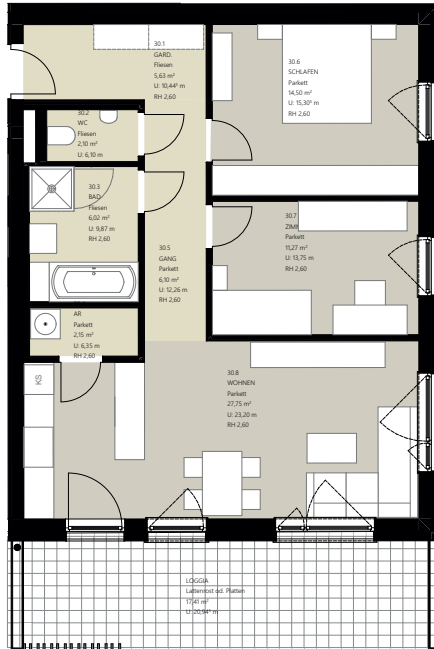 30.1
GARD.
Fliesen
5,63 m²
U: 10,44⁵ m
RH 2,60
30.6
SCHLAFEN
Parkett
14,50 m²
U: 15,30⁵ m
RH 2,60
30.2
WC
Fliesen
2,10 m²
U: 6,10 m
30.3
BAD
Fliesen
6,02 m²
U: 9,87 m
RH 2,60
30.7
Parkett
11,27 m²
U: 13,75 m
RH 2,60
30.5
GANG
Parkett
6,10 m²
U: 12,26 m
RH 2,60
AR
Parkett
2,15 m²
U: 6,35 m
RH 2,60
KS
30.8
WOHNEN
Parkett
27,75 m²
U: 23,20 m
RH 2,60
LOGGIA
Lattenrost od. Platten
17,41 m²
U: 20,94⁵ m